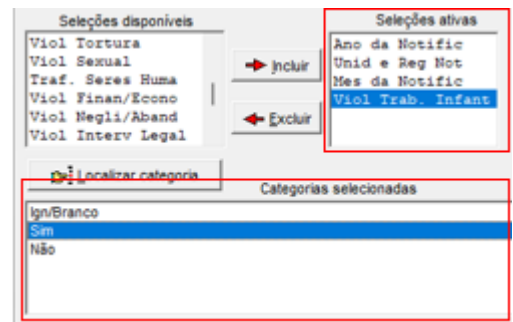 Seleções disponíveis
Viol Tortura
Viol Sexual
Traf. Seres Huma
Viol Finan/Econo
Viol Negli/Aband
Viol Interv Legal
Incluir
Excluir
Seleções ativas
Ano da Notific
Unid e Reg Not
Mes da Notific
Viol Trab. Infant
Localizar categoria
Categorias selecionadas
Ign/Branco
Sim
Não